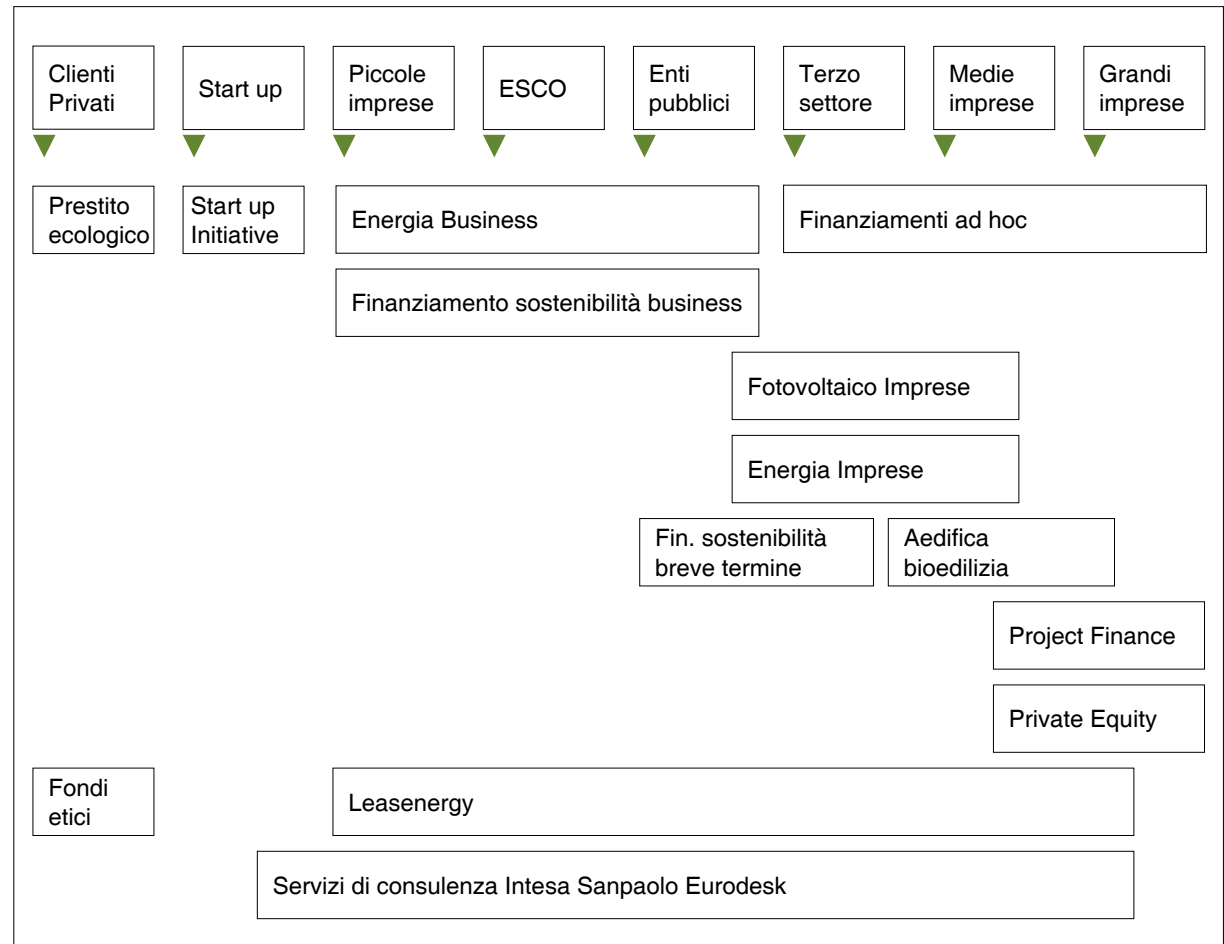 Clienti
Privati
Start up
Piccole
imprese
ESCO
Enti
pubblici
Terzo
settore
Medie
imprese
Grandi
imprese
Prestito
ecologico
Start up
Initiative
Energia Business
Finanziamenti ad hoc
Finanziamento sostenibilità business
Fotovoltaico Imprese
Energia Imprese
Fin. sostenibilità
breve termine
Aedifica
bioedilizia
Project Finance
Private Equity
Fondi
etici
Leasenergy
Servizi di consulenza Intesa Sanpaolo Eurodesk